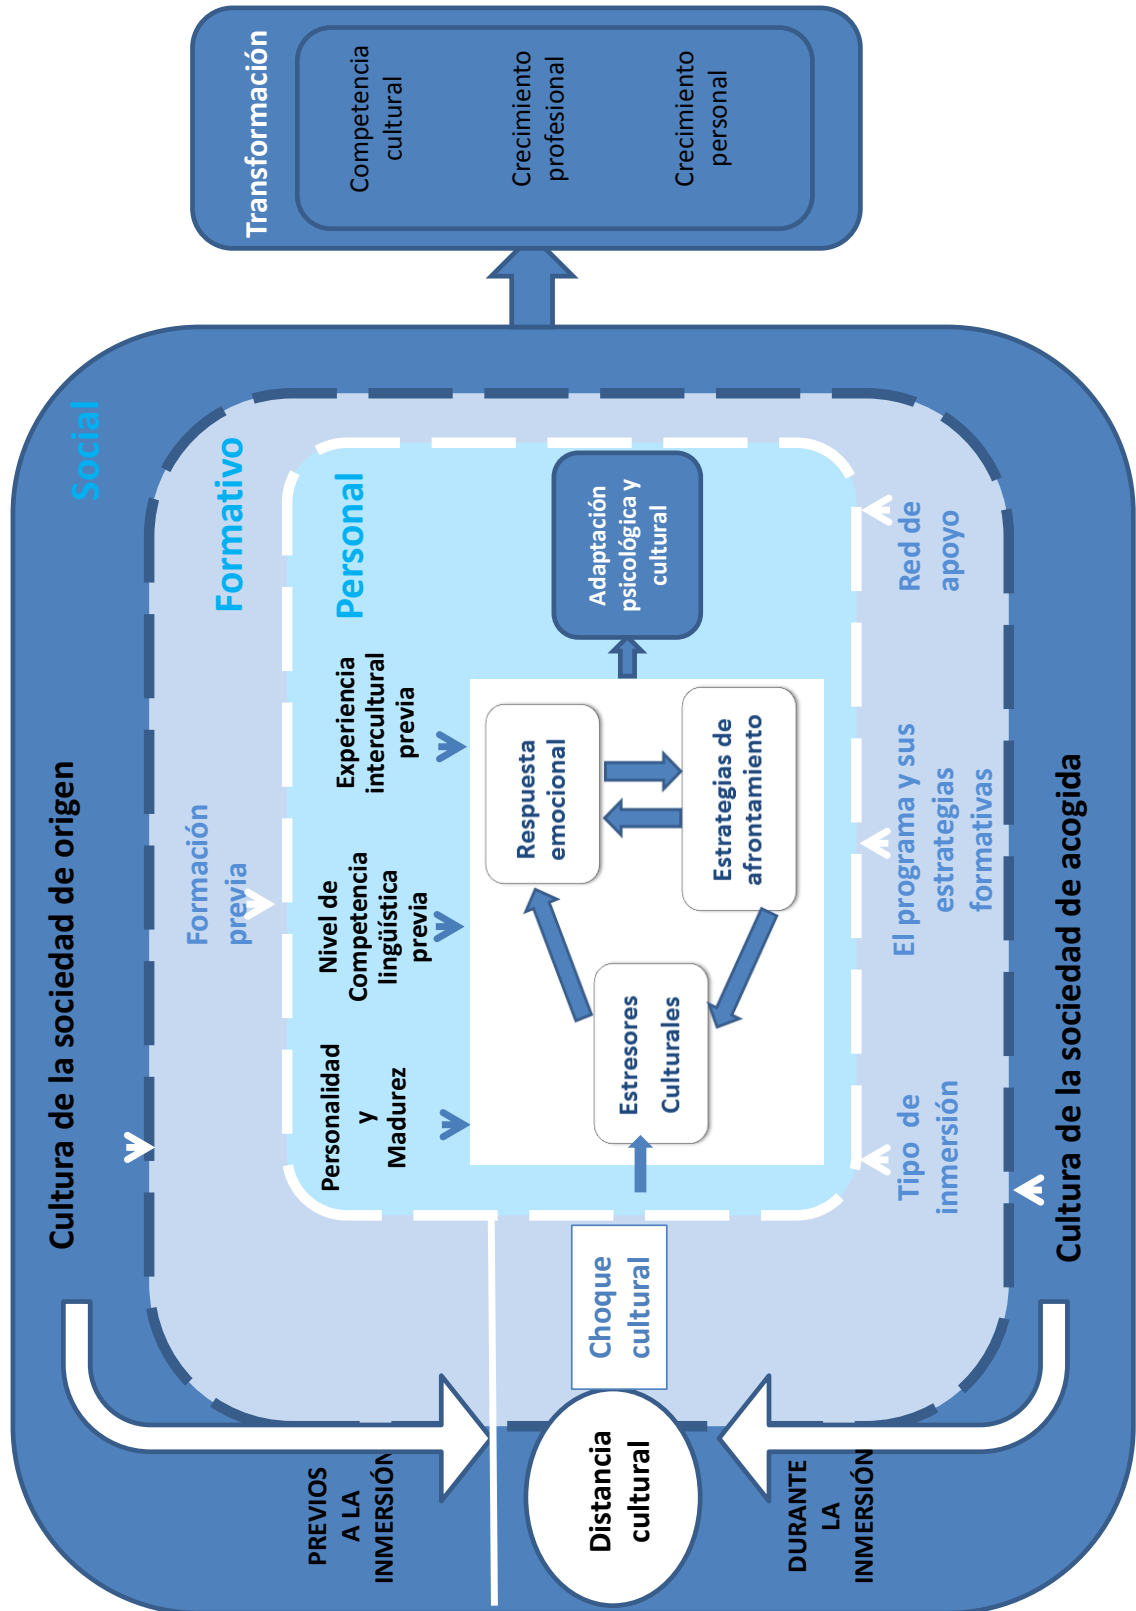 Cultura de la sociedad de origen
Social
PREVIOS
A LA
INMERSIÓN
Formación
previa
Formativo
Personalidad
y
Madurez
Nivel de
Competencia
lingüística
previa
Experiencia
intercultural
previa
Personal
Distancia
cultural
Choque
cultural
Estresores
Culturales
Respuesta
emocional
Estrategias de
afrontamiento
Adaptación
psicológica y
cultural
DURANTE
LA
INMERSIÓN
Tipo de
inmersión
El programa y sus
estrategias
formativas
Red de
apoyo
Cultura de la sociedad de acogida
Transformación
Competencia
cultural
Crecimiento
profesional
Crecimiento
personal